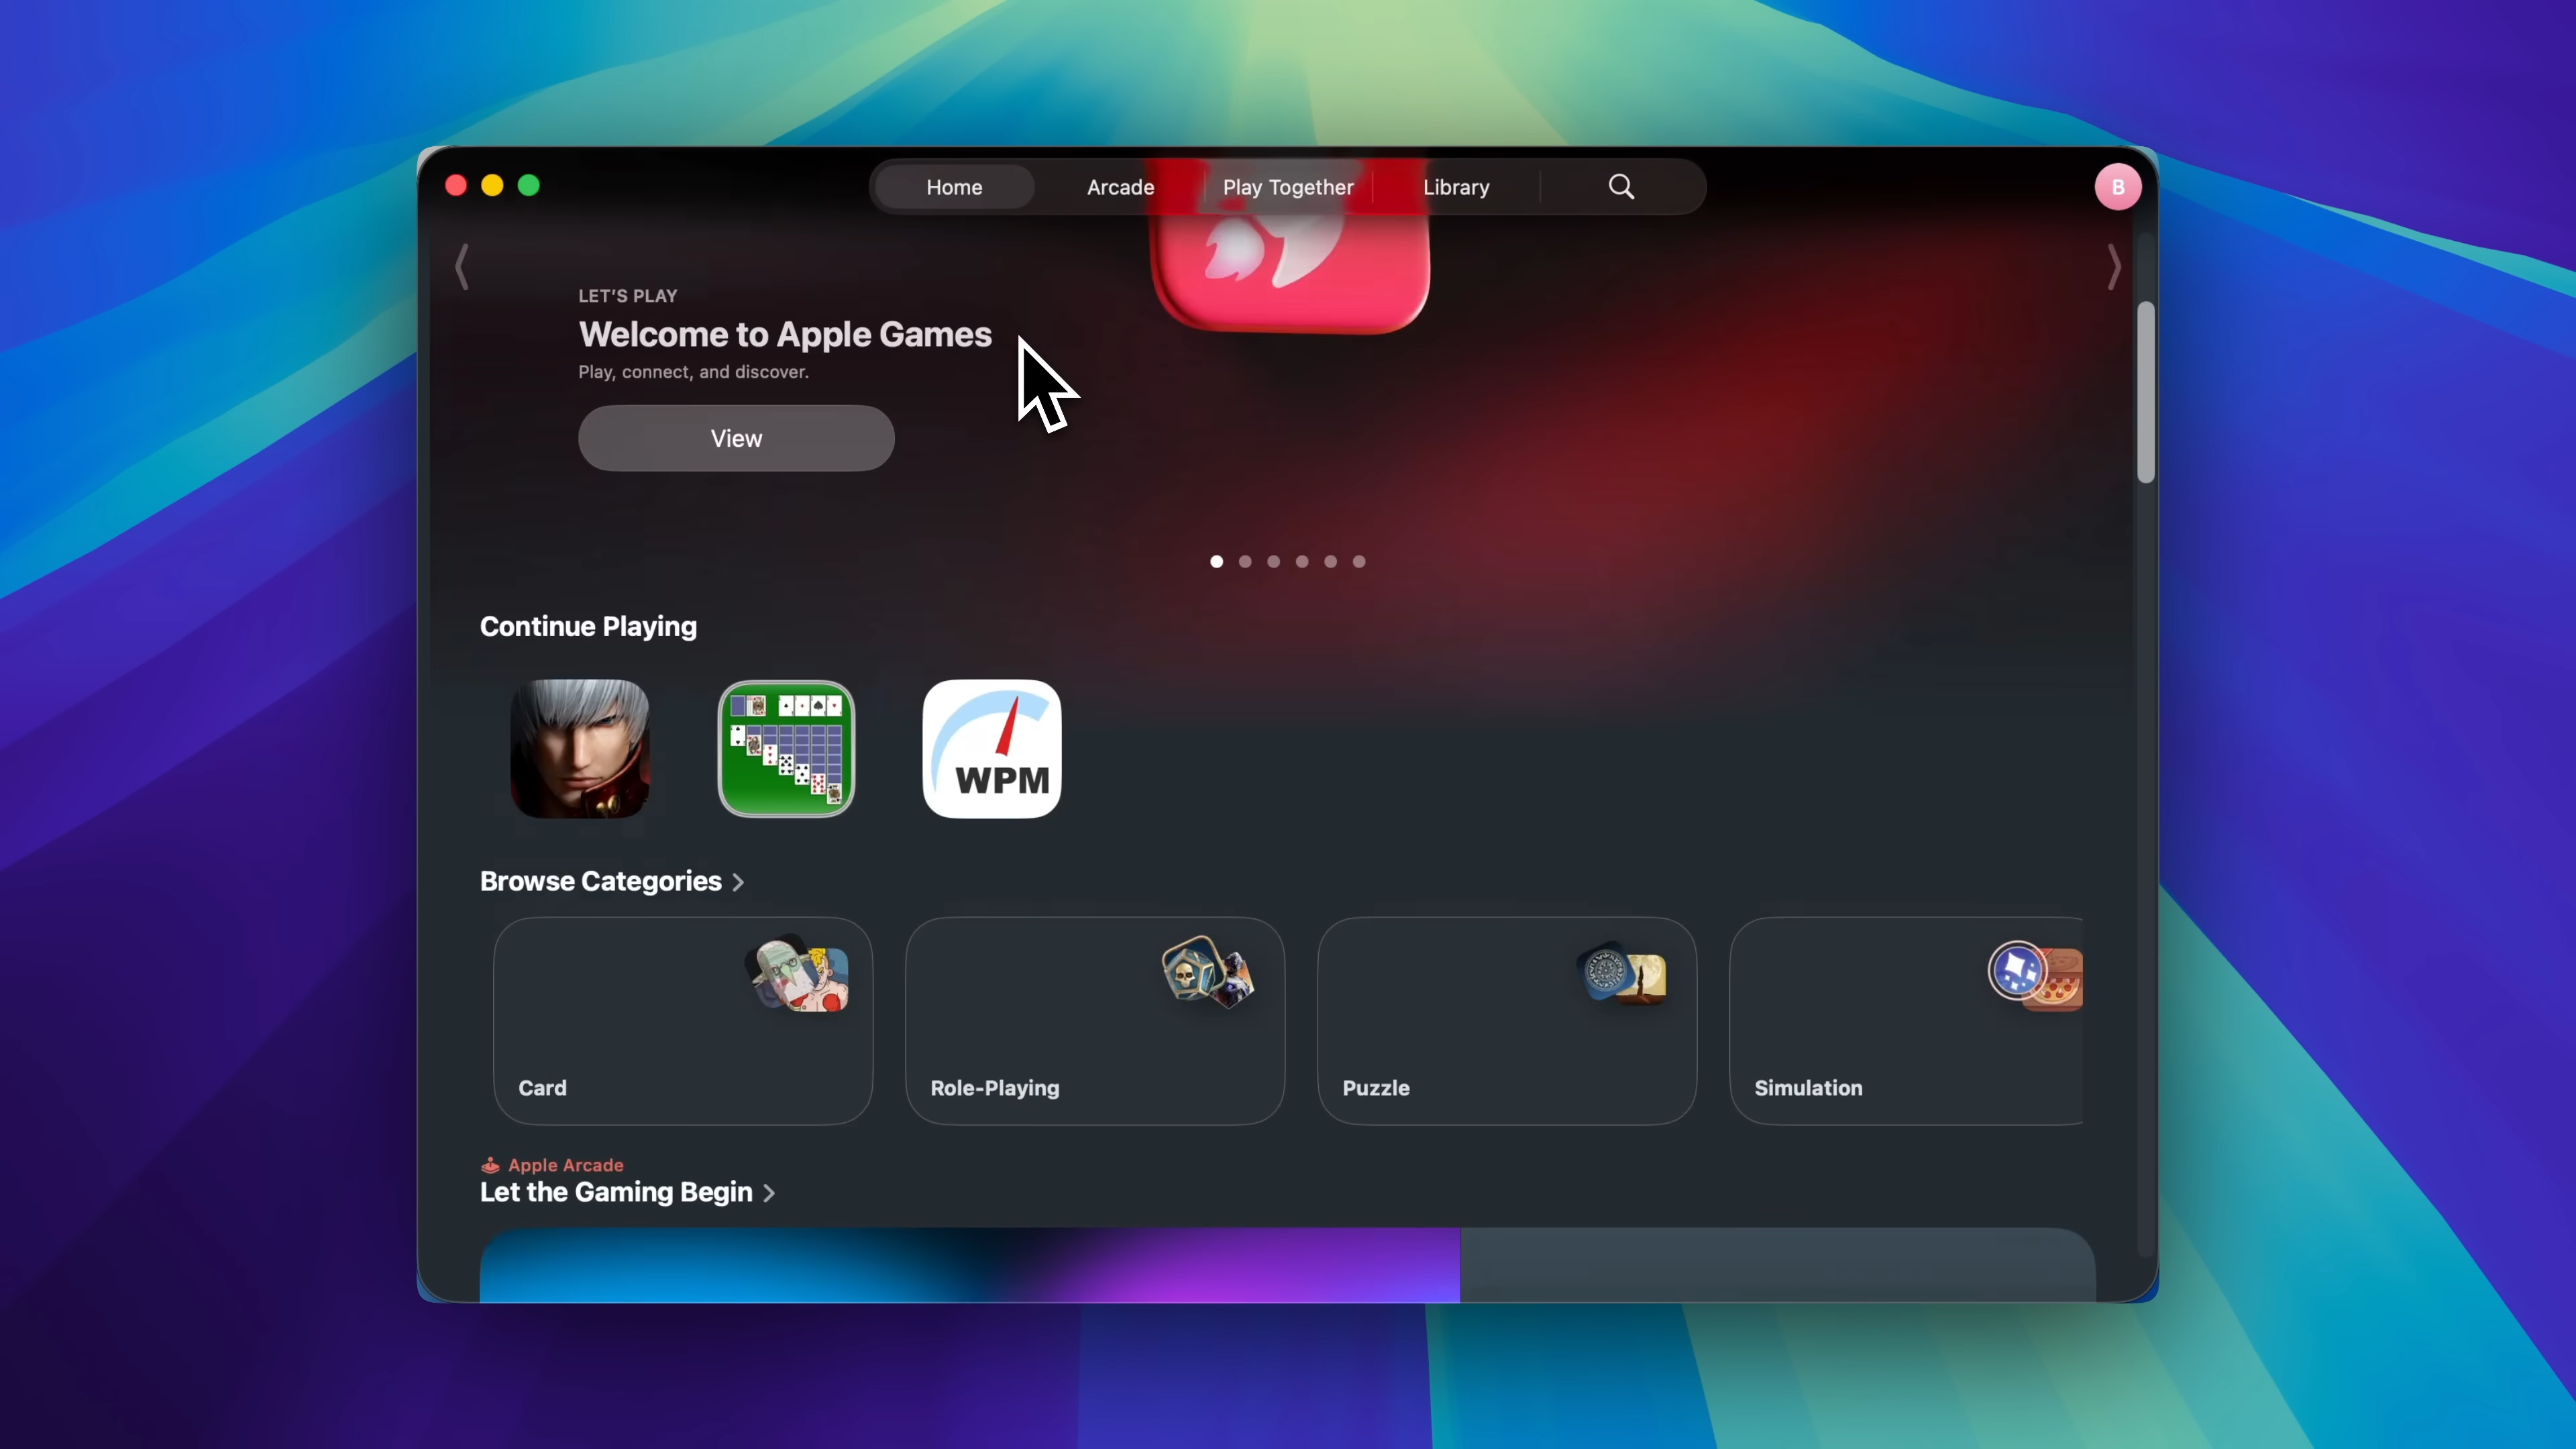 Home
Arcade
Play Together
Library
B
LET'S PLAY
Welcome to Apple Games
Play, connect, and discover.
View
Continue Playing
WPM
Browse Categories
Card
Role-Playing
Puzzle
Simulation
Apple Arcade
Let the Gaming Begin